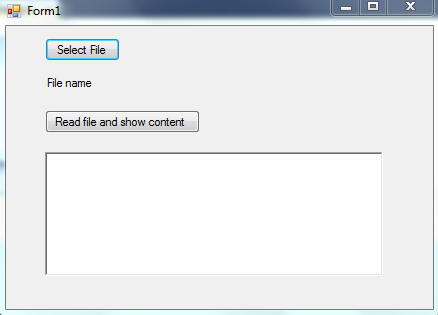 Form1
Select File
File name
Read file and show content